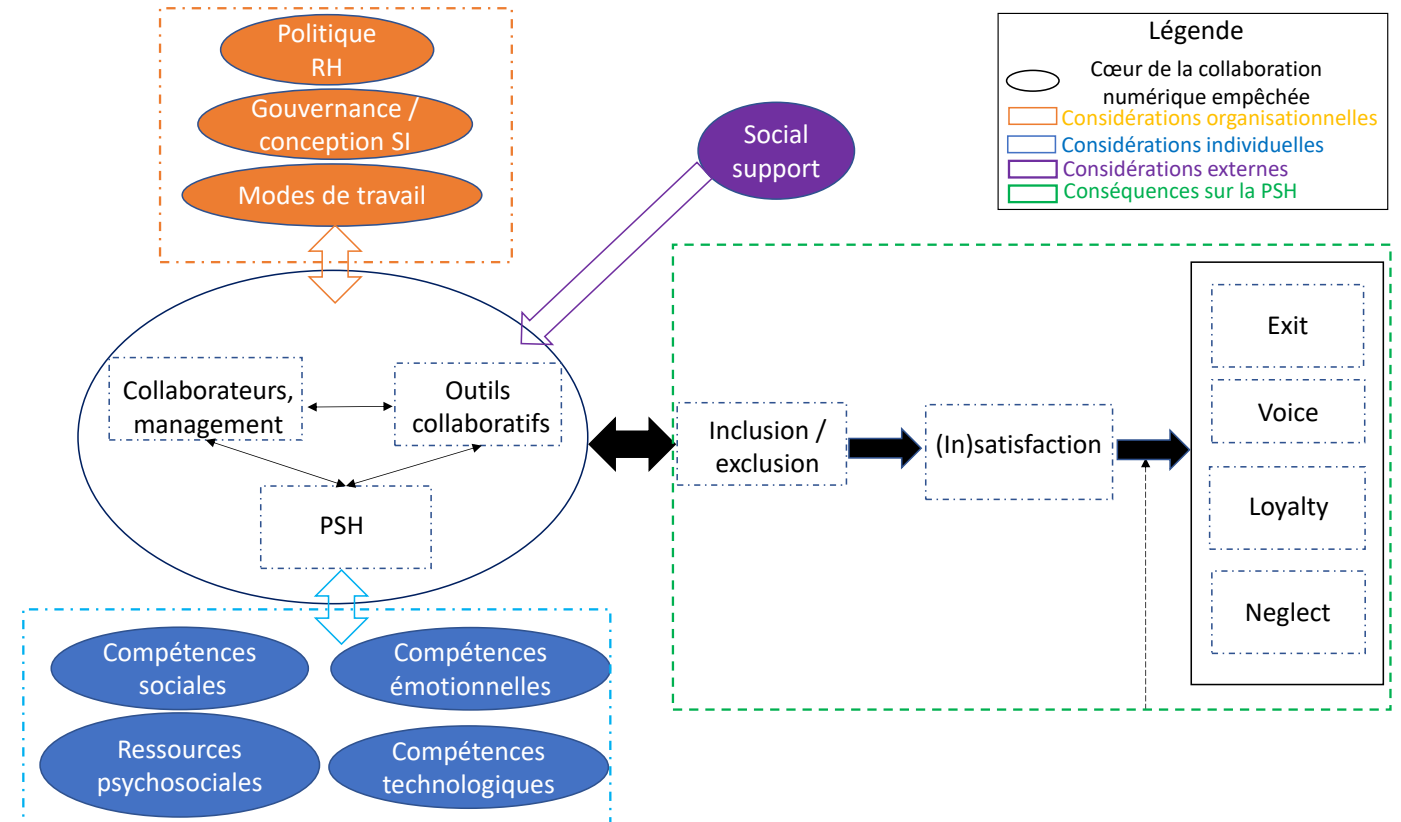 Politique
RH
Gouvernance /
conception SI
Modes de travail
Social
support
Légende
Cœur de la collaboration
numérique empêchée
Considérations organisationnelles
Considérations individuelles
Considérations externes
Conséquences sur la PSH
Collaborateurs,
management
Outils
collaboratifs
PSH
Inclusion /
exclusion
(In)satisfaction
Exit
Voice
Loyalty
Neglect
Compétences
sociales
Compétences
émotionnelles
Ressources
psychosociales
Compétences
technologiques